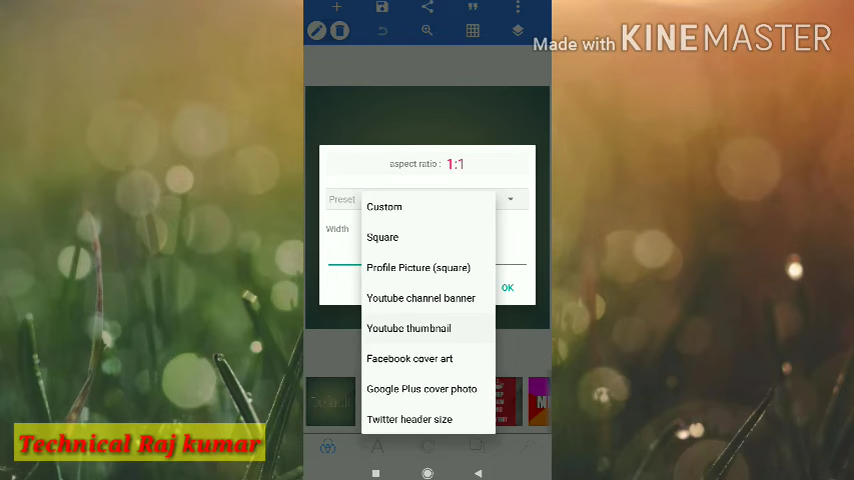 Made with KINEMASTER
aspect ratio : 1:1
Preset
Custom
Width
Square
Profile Picture (square)
Youtube channel banner
OK
Youtube thumbnail
Facebook cover art
Google Plus cover photo
Twitter header size
Technical Raj kumar